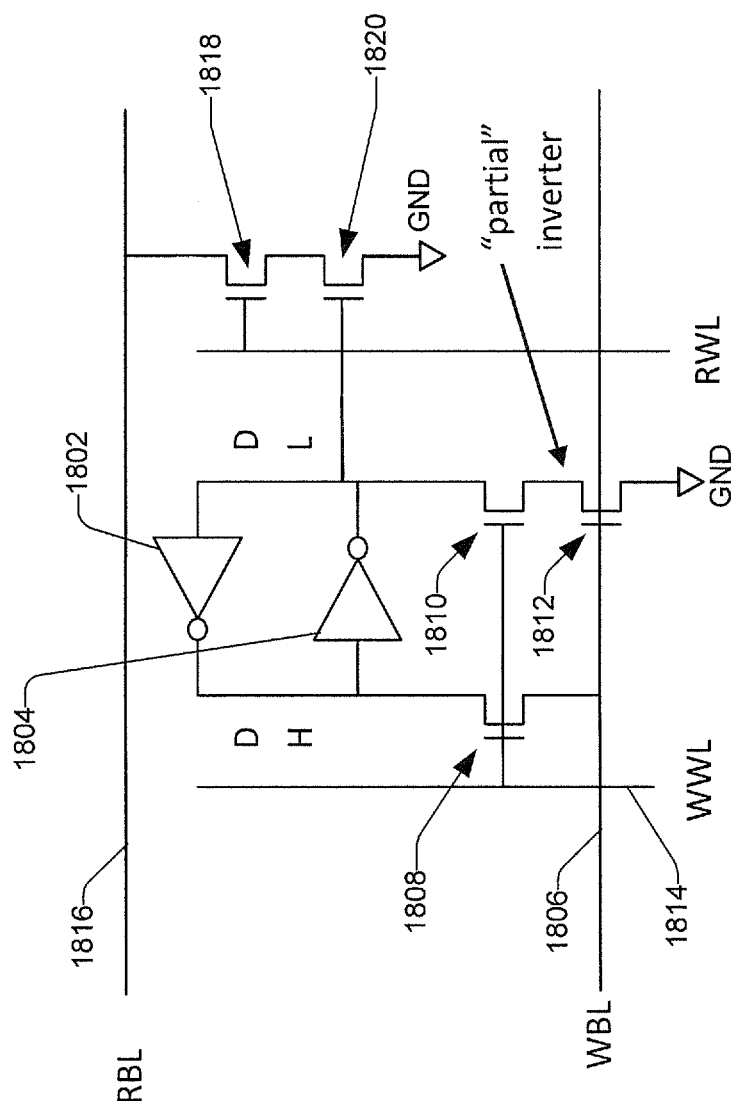 RBL
1816
1818
1820
GND
1802
1804
D
H
D
L
1808
1810
1812
"partial"
inverter
WBL
1806
1814
WWL
GND
RWL